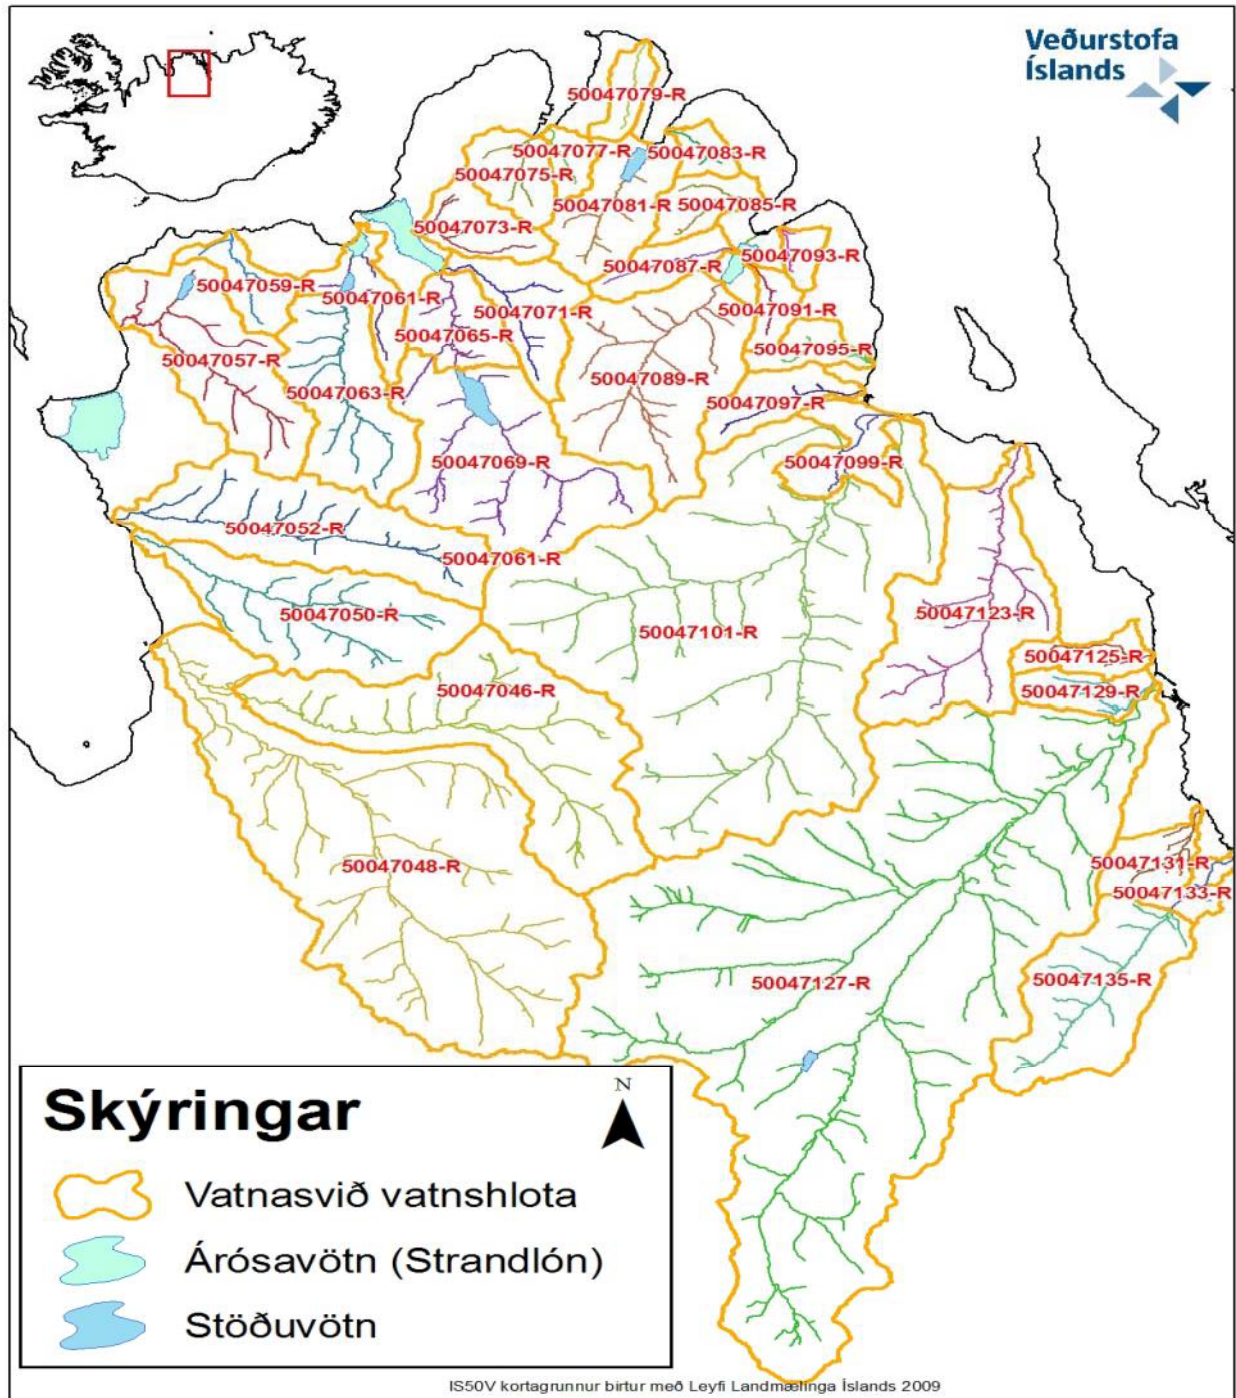 Veðurstofa
Íslands
50047079-R
50047077-R
50047083-R
50047075-R
50047081-R
50047085-R
50047073-R
50047093-R
50047087-R
50047059-R
50047061-R
50047071-R
50047091-R
50047065-R
50047095-R
50047057-R
50047089-R
50047063-R
50047097-R
50047069-R
50047099-R
50047052-R
50047061-R
50047050-R
50047123-R
50047101-R
50047125-R
50047046-R
50047129-R
50047048-R
50047131-R
50047133-R
50047127-R
50047135-R
Skýringar
N
Vatnasvið vatnshlota
Árósavötn (Strandlón)
Stöðuvötn
IS50V kortagrunnur birtur með Leyfi Landmælinga Íslands 2009